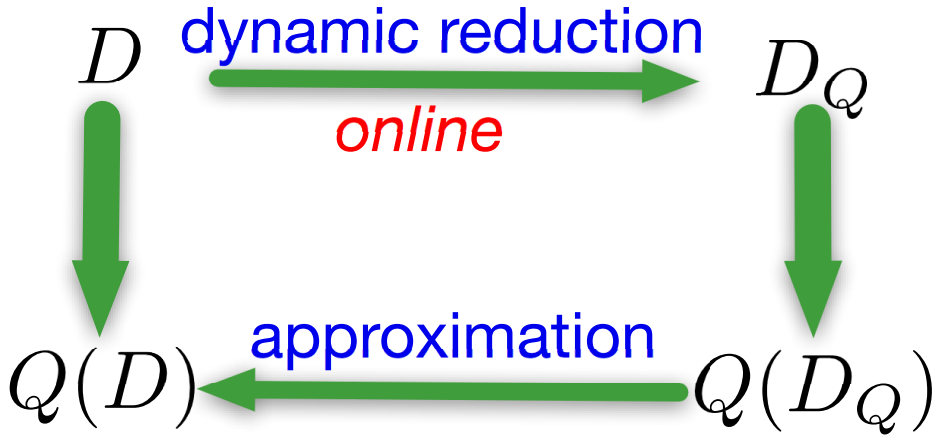 dynamic reduction
D D_Q
online
approximation
Q(D) Q(D_Q)